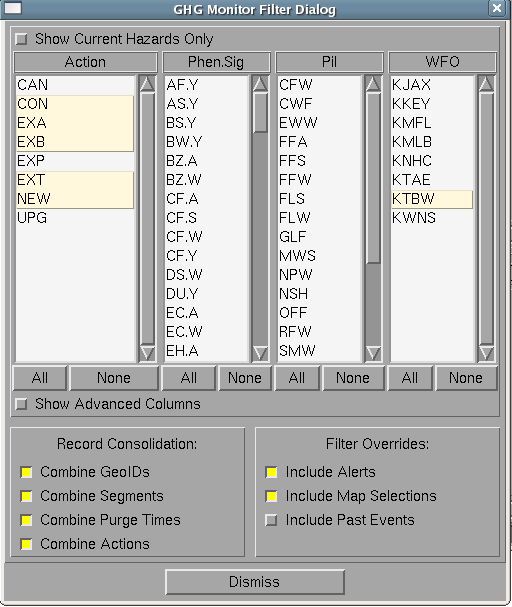 GHG Monitor Filter Dialog
Show Current Hazards Only
Action
CAN
CON
EXA
EXB
EXP
EXT
NEW
UPG
All None
Phen.Sig
AF.Y
AS.Y
BS.Y
BW.Y
BZ.A
BZ.W
CF.A
CF.S
CF.W
CF.Y
DS.W
DU.Y
EC.A
EC.W
EH.A
All None
Pil
CFW
CWF
EWW
FFA
FFS
FFW
FLS
FLW
GLF
MWS
NPW
NSH
OFF
RFW
SMW
All None
WFO
KJAX
KKEY
KMFL
KMLB
KNHC
KTAE
KTBW
KWNS
All None
Show Advanced Columns
Record Consolidation:
Combine GeoIDs
Combine Segments
Combine Purge Times
Combine Actions
Filter Overrides:
Include Alerts
Include Map Selections
Include Past Events
Dismiss